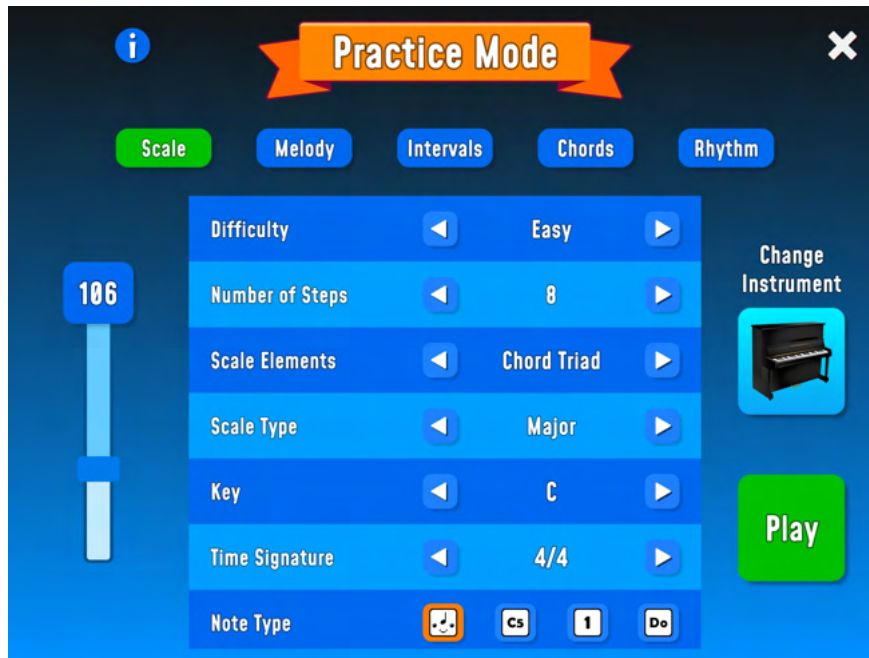 i
Practice Mode
Scale
Melody
Intervals
Chords
Rhythm
106
Difficulty
Easy
Number of Steps
8
Scale Elements
Chord Triad
Scale Type
Major
Key
C
Time Signature
4/4
Note Type
C5
1
Do
Change
Instrument
Play